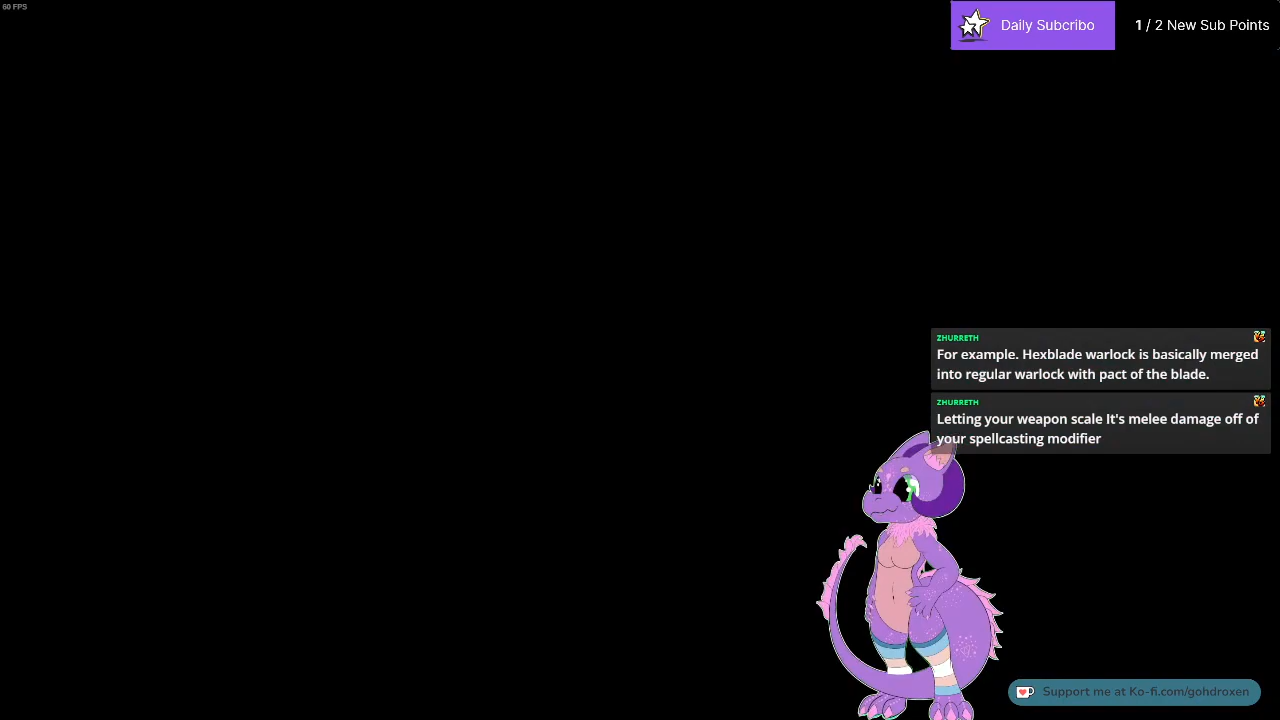 60 FPS
Daily Subcribo
1 / 2 New Sub Points
ZHURRETH
For example. Hexblade warlock is basically merged
into regular warlock with pact of the blade.
ZHURRETH
Letting your weapon scale It's melee damage off of
your spellcasting modifier
Support me at Ko-fi.com/gohdroxen